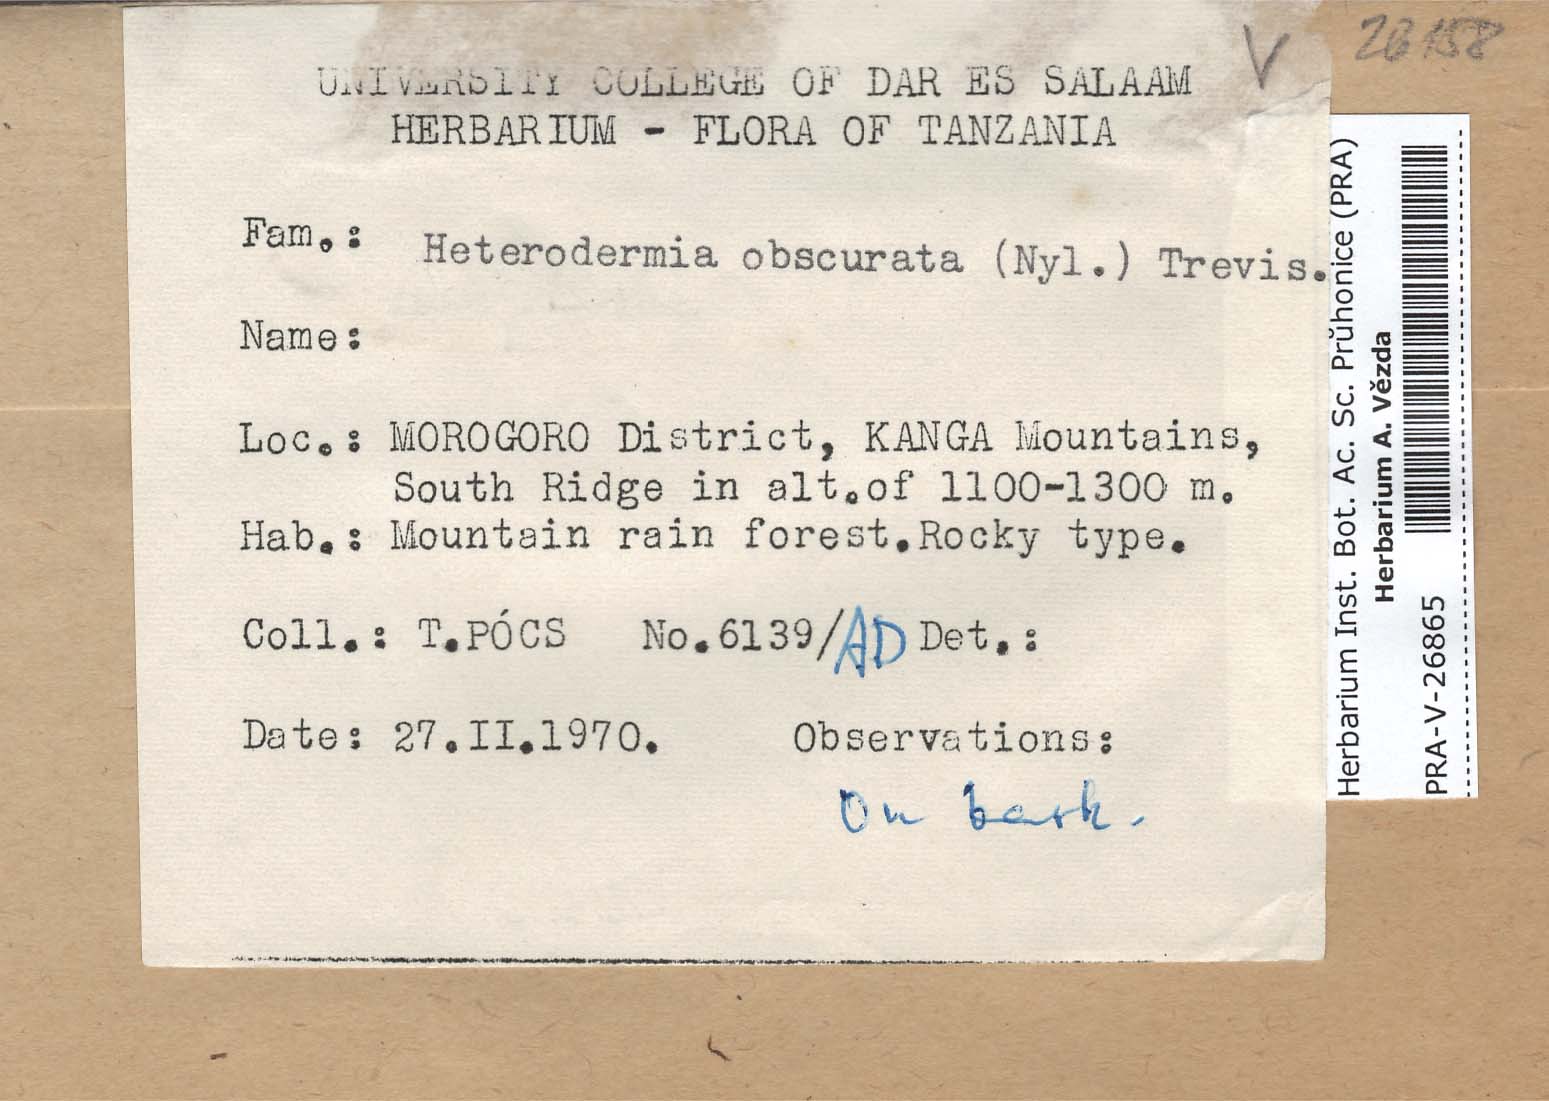 V
UNIVERSITY COLLEGE OF DAR ES SALAAM
HERBARIUM - FLORA OF TANZANIA
Fam.: Heterodermia obscurata (Nyl.) Trevis.
Name:
Loc.: MOROGORO District, KANGA Mountains,
South Ridge in alt.of 1100-1300 m.
Hab.: Mountain rain forest.Rocky type.
Coll.: T.PÓCS No.6139/AD Det.:
Date: 27.II.1970. Observations:
On bark.
Herbarium Inst. Bot. Ac. Sc. Průhonice (PRA)
Herbarium A. Vězda
PRA-V-26865